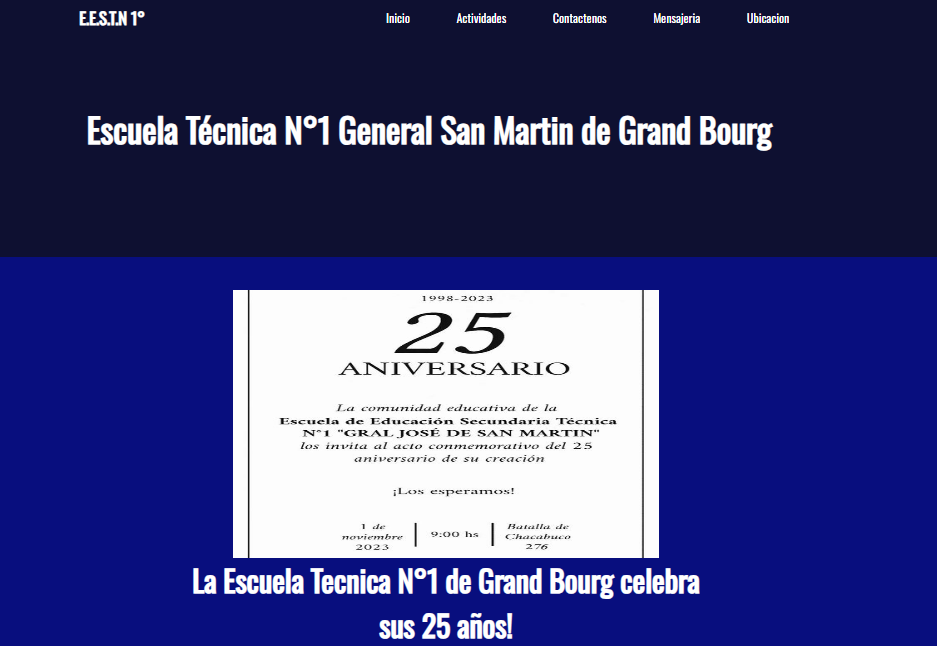 E.E.S.T.N 1° Inicio Actividades Contactenos Mensajeria Ubicacion
Escuela Técnica N°1 General San Martin de Grand Bourg
1998-2023
25
ANIVERSARIO
La comunidad educativa de la
Escuela de Educación Secundaria Técnica
N°1 "GRAL JOSÉ DE SAN MARTIN"
los invita al acto conmemorativo del 25
aniversario de su creación
¡Los esperamos!
1 de
noviembre
2023
9:00 hs
Batalla de
Chacabuco
276
La Escuela Tecnica N°1 de Grand Bourg celebra
sus 25 años!